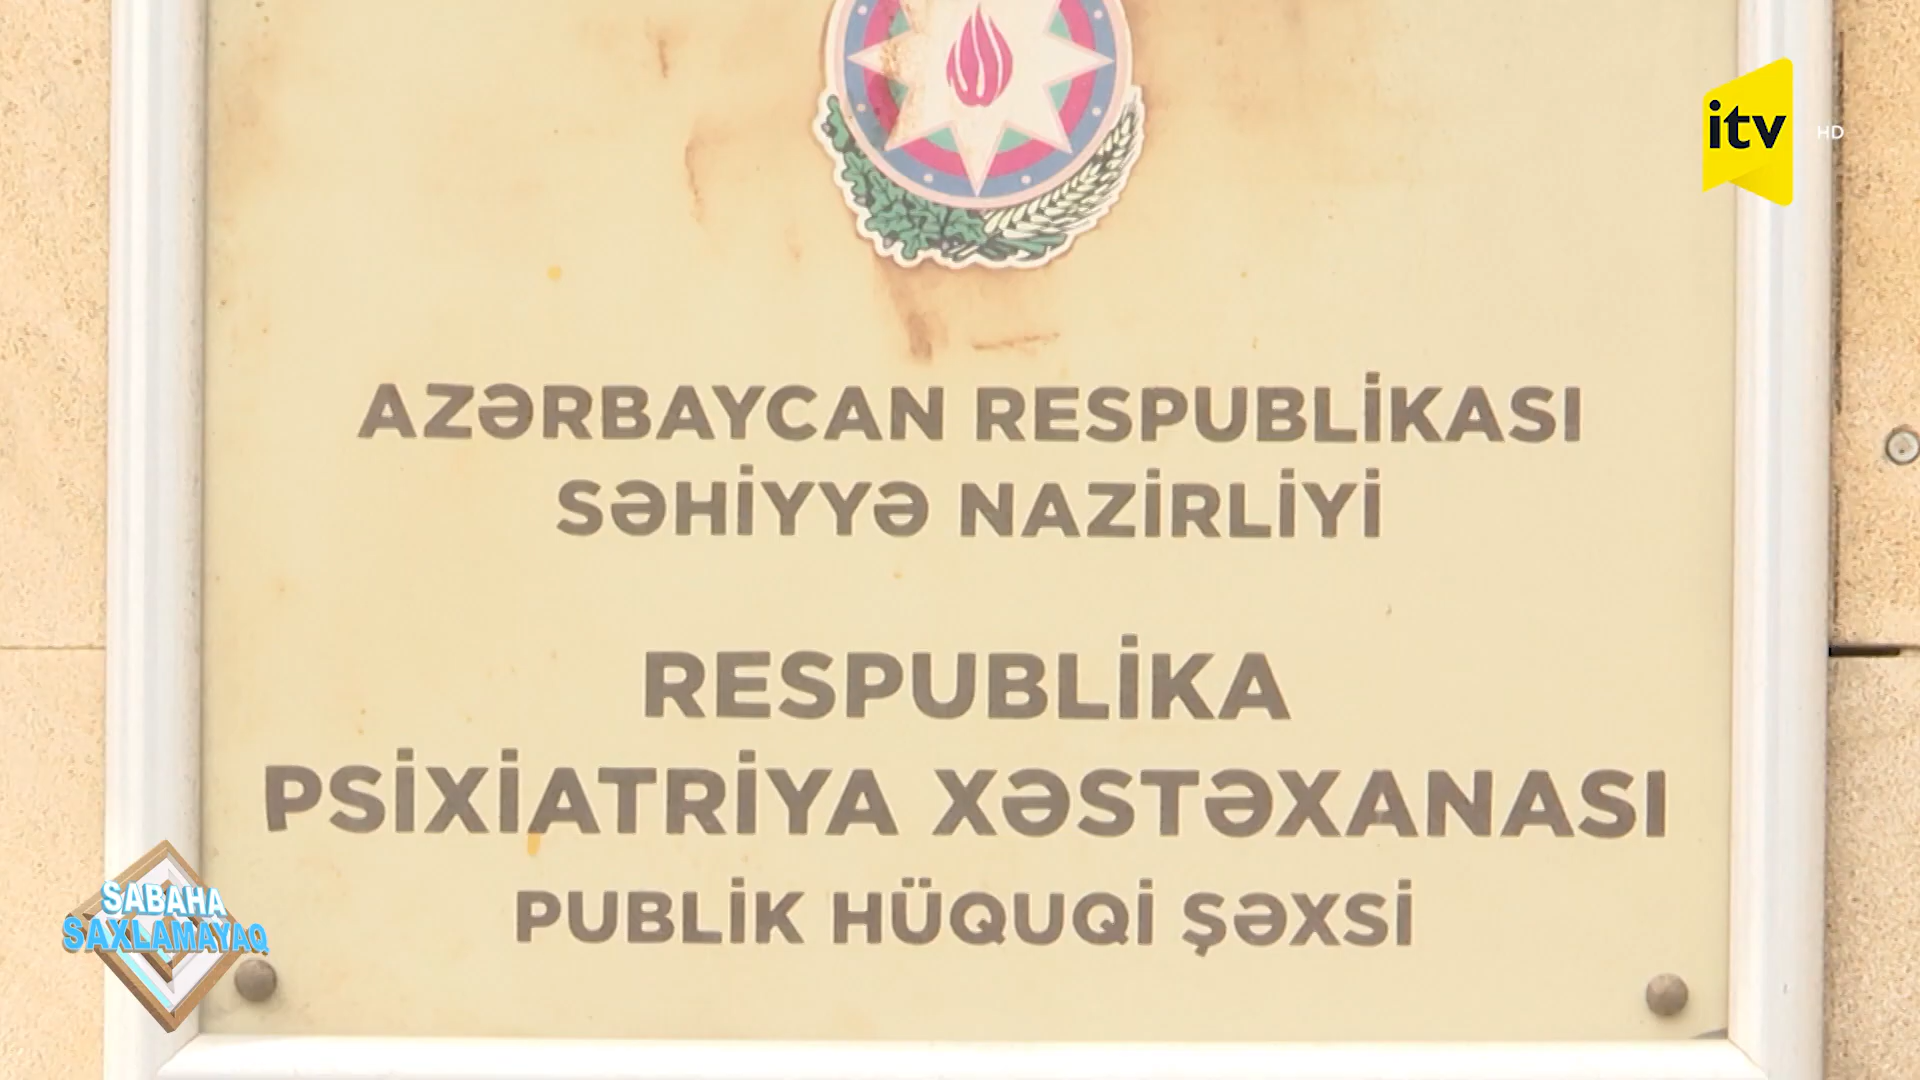 itv
HD
AZƏRBAYCAN RESPUBLİKASI
SƏHİYYƏ NAZİRLİYİ
RESPUBLİKA
PSİXİATRİYA XƏSTƏXANASI
PUBLİK HÜQUQİ ŞƏXSİ
SABAHA
SAXLAMAYAQ